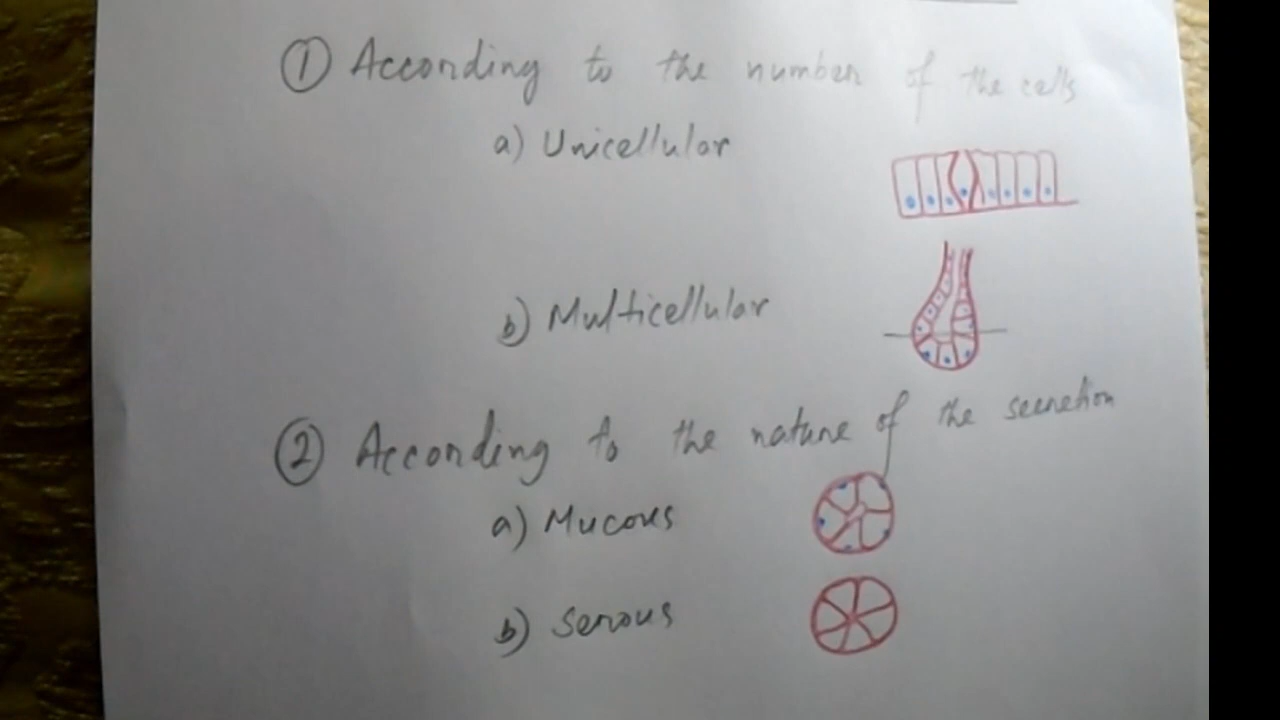 ① According to the number of the cells
a) Unicellular
b) Multicellular
② According to the nature of the secretion
a) Mucous
b) Serous